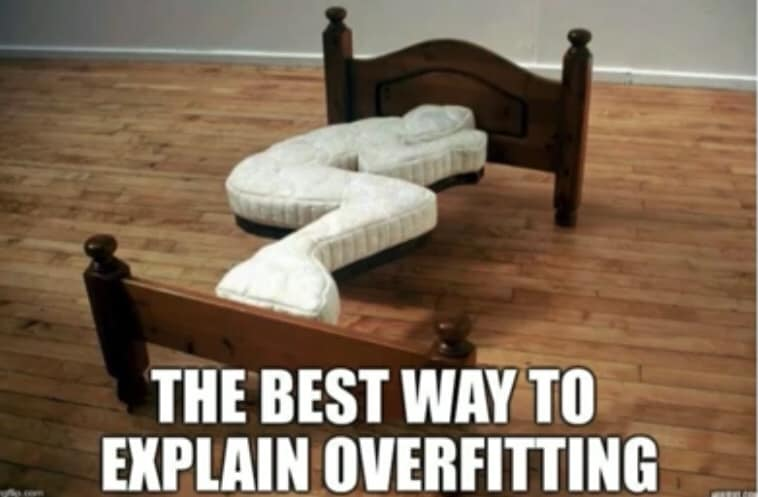 THE BEST WAY TO
EXPLAIN OVERFITTING